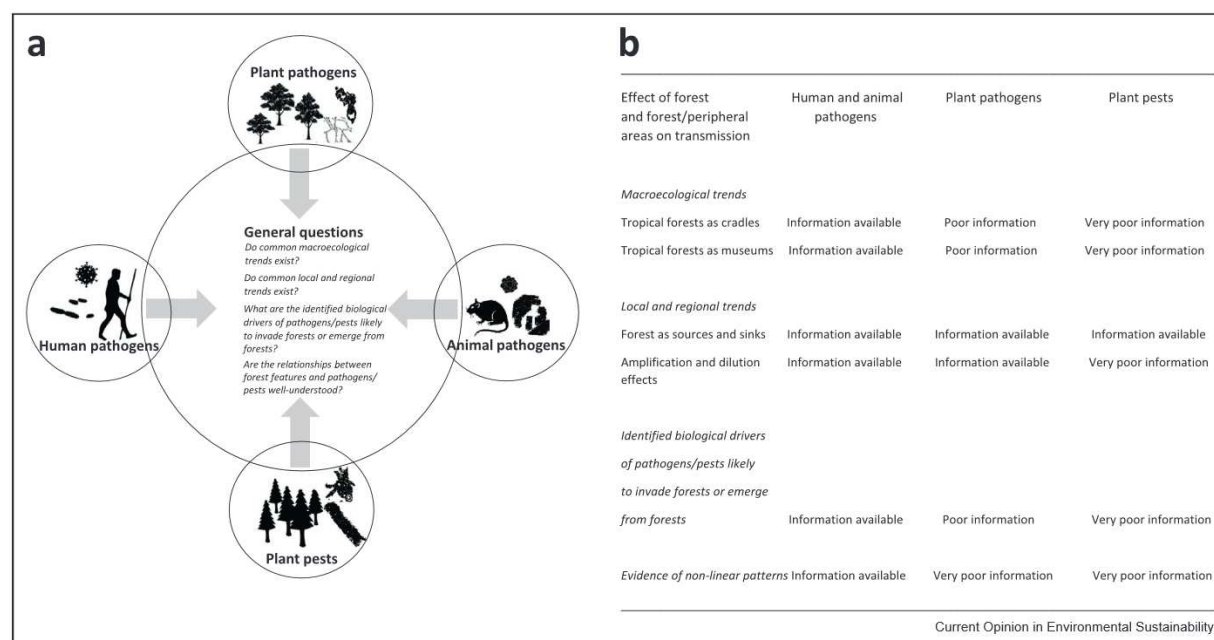 a
Plant pathogens
General questions
Do common macroecological
trends exist?
Do common local and regional
trends exist?
What are the identified biological
drivers of pathogens/pests likely
to invade forests or emerge from
forests?
Are the relationships between
forest features and pathogens/
pests well-understood?
Human pathogens
Animal pathogens
Plant pests
b
Effect of forest
and forest/peripheral
areas on transmission
Human and animal
pathogens
Plant pathogens
Plant pests
Macroecological trends
Tropical forests as cradles Information available Poor information Very poor information
Tropical forests as museums Information available Poor information Very poor information
Local and regional trends
Forest as sources and sinks Information available Information available Information available
Amplification and dilution Information available Information available Very poor information
effects
Identified biological drivers
of pathogens/pests likely
to invade forests or emerge
from forests Information available Poor information Very poor information
Evidence of non-linear patterns Information available Very poor information Very poor information
Current Opinion in Environmental Sustainability